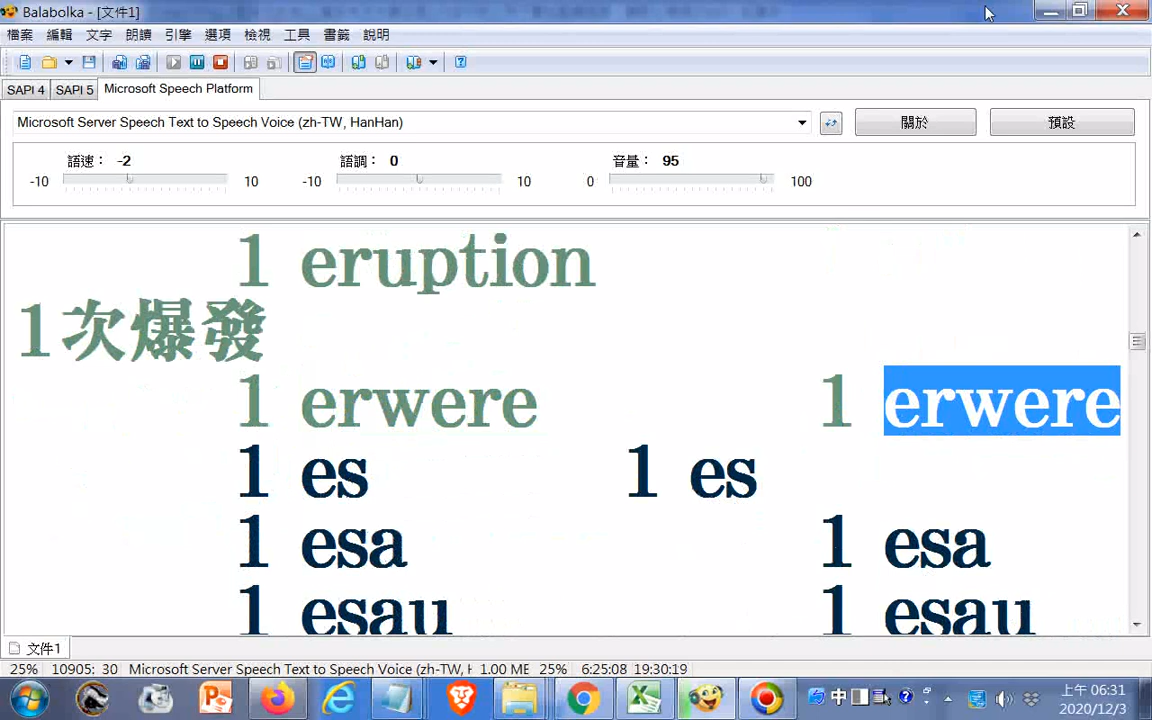 Balabolka - [文件1]
檔案 編輯 文字 朗讀 引擎 選項 檢視 工具 書籤 說明
SAPI 4 SAPI 5 Microsoft Speech Platform
Microsoft Server Speech Text to Speech Voice (zh-TW, HanHan) 關於 預設
語速： -2 語調： 0 音量： 95
-10 10 -10 10 0 100
1 eruption
1次爆發
1 erwere 1 erwere
1 es 1 es
1 esa 1 esa
1 esau 1 esau
文件1
25% 10905: 30 Microsoft Server Speech Text to Speech Voice (zh-TW, H 1.00 ME 25% 6:25:08 19:30:19
中 上午 06:31
2020/12/3